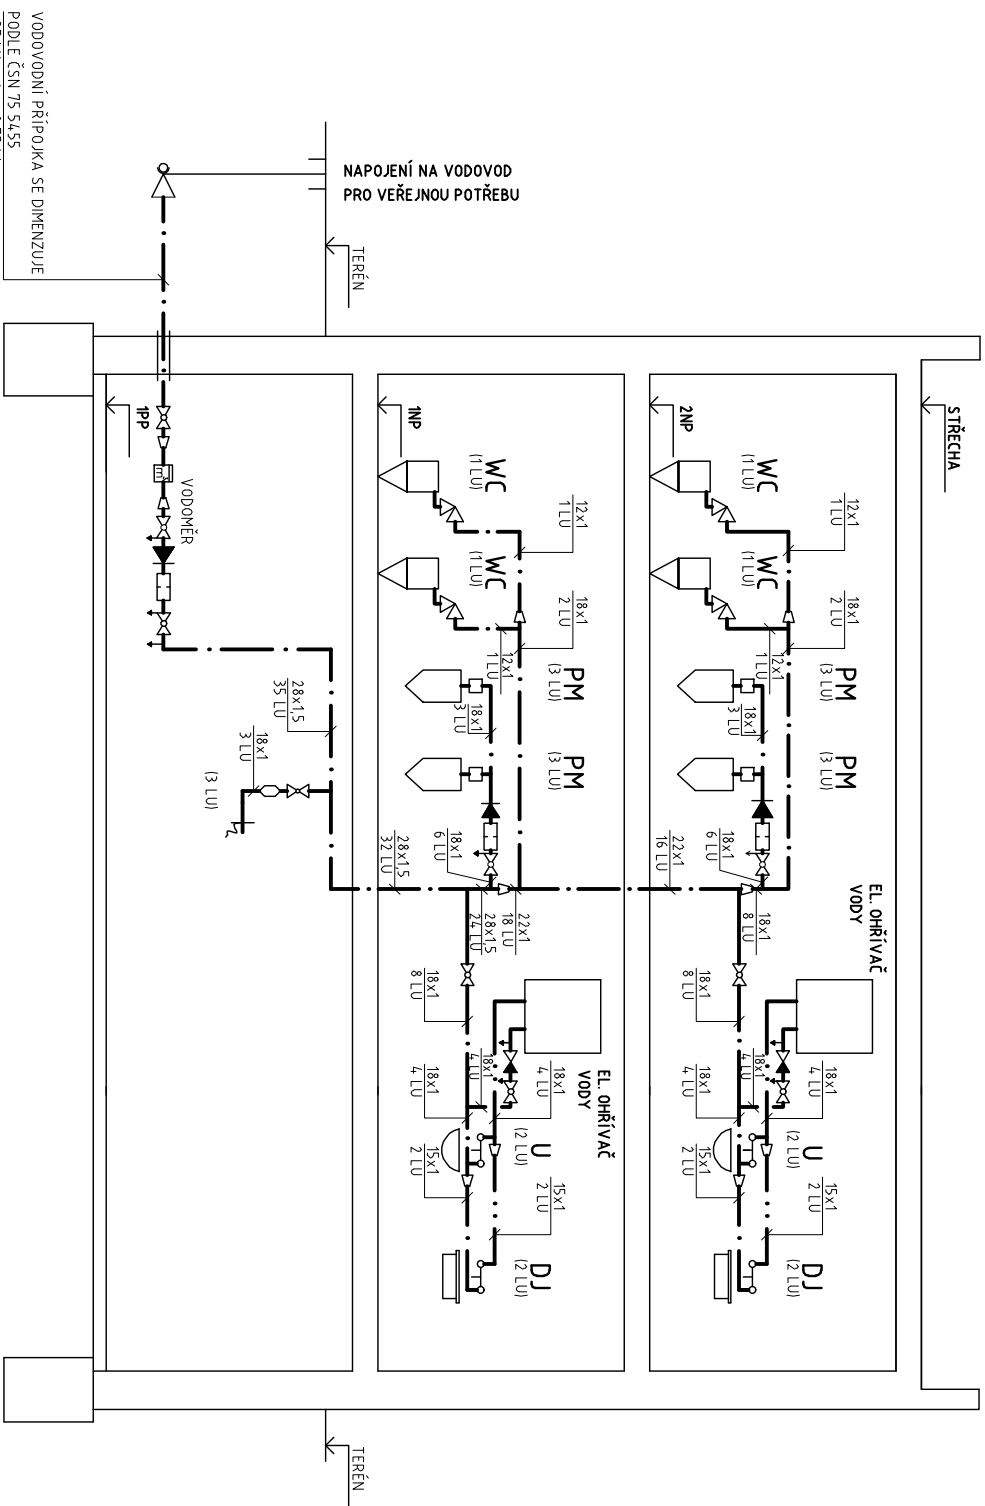 VODOVODNÍ PŘÍPOJKA SE DIMENZUJE
PODLE ČSN 75 5455
NAPOJENÍ NA VODOVOD
PRO VEŘEJNOU POTŘEBU
TERÉN
STŘECHA
2NP
WC
(1 LU)
12x1
1 LU
WC
(1 LU)
18x1
2 LU
12x1
1 LU
PM
(3 LU)
18x1
3 LU
PM
(3 LU)
18x1
6 LU
22x1
16 LU
18x1
8 LU
EL. OHŘÍVAČ
VODY
18x1
8 LU
18x1
4 LU
18x1
4 LU
18x1
4 LU
U
(2 LU)
15x1
2 LU
15x1
2 LU
DJ
(2 LU)
1NP
WC
(1 LU)
12x1
1 LU
WC
(1 LU)
18x1
2 LU
12x1
1 LU
PM
(3 LU)
18x1
3 LU
PM
(3 LU)
18x1
6 LU
28x1,5
32 LU
22x1
18 LU
28x1,5
24 LU
EL. OHŘÍVAČ
VODY
18x1
8 LU
18x1
4 LU
18x1
4 LU
18x1
4 LU
U
(2 LU)
15x1
2 LU
15x1
2 LU
DJ
(2 LU)
1PP
m³
VODOMĚR
28x1,5
35 LU
18x1
3 LU
(3 LU)
TERÉN